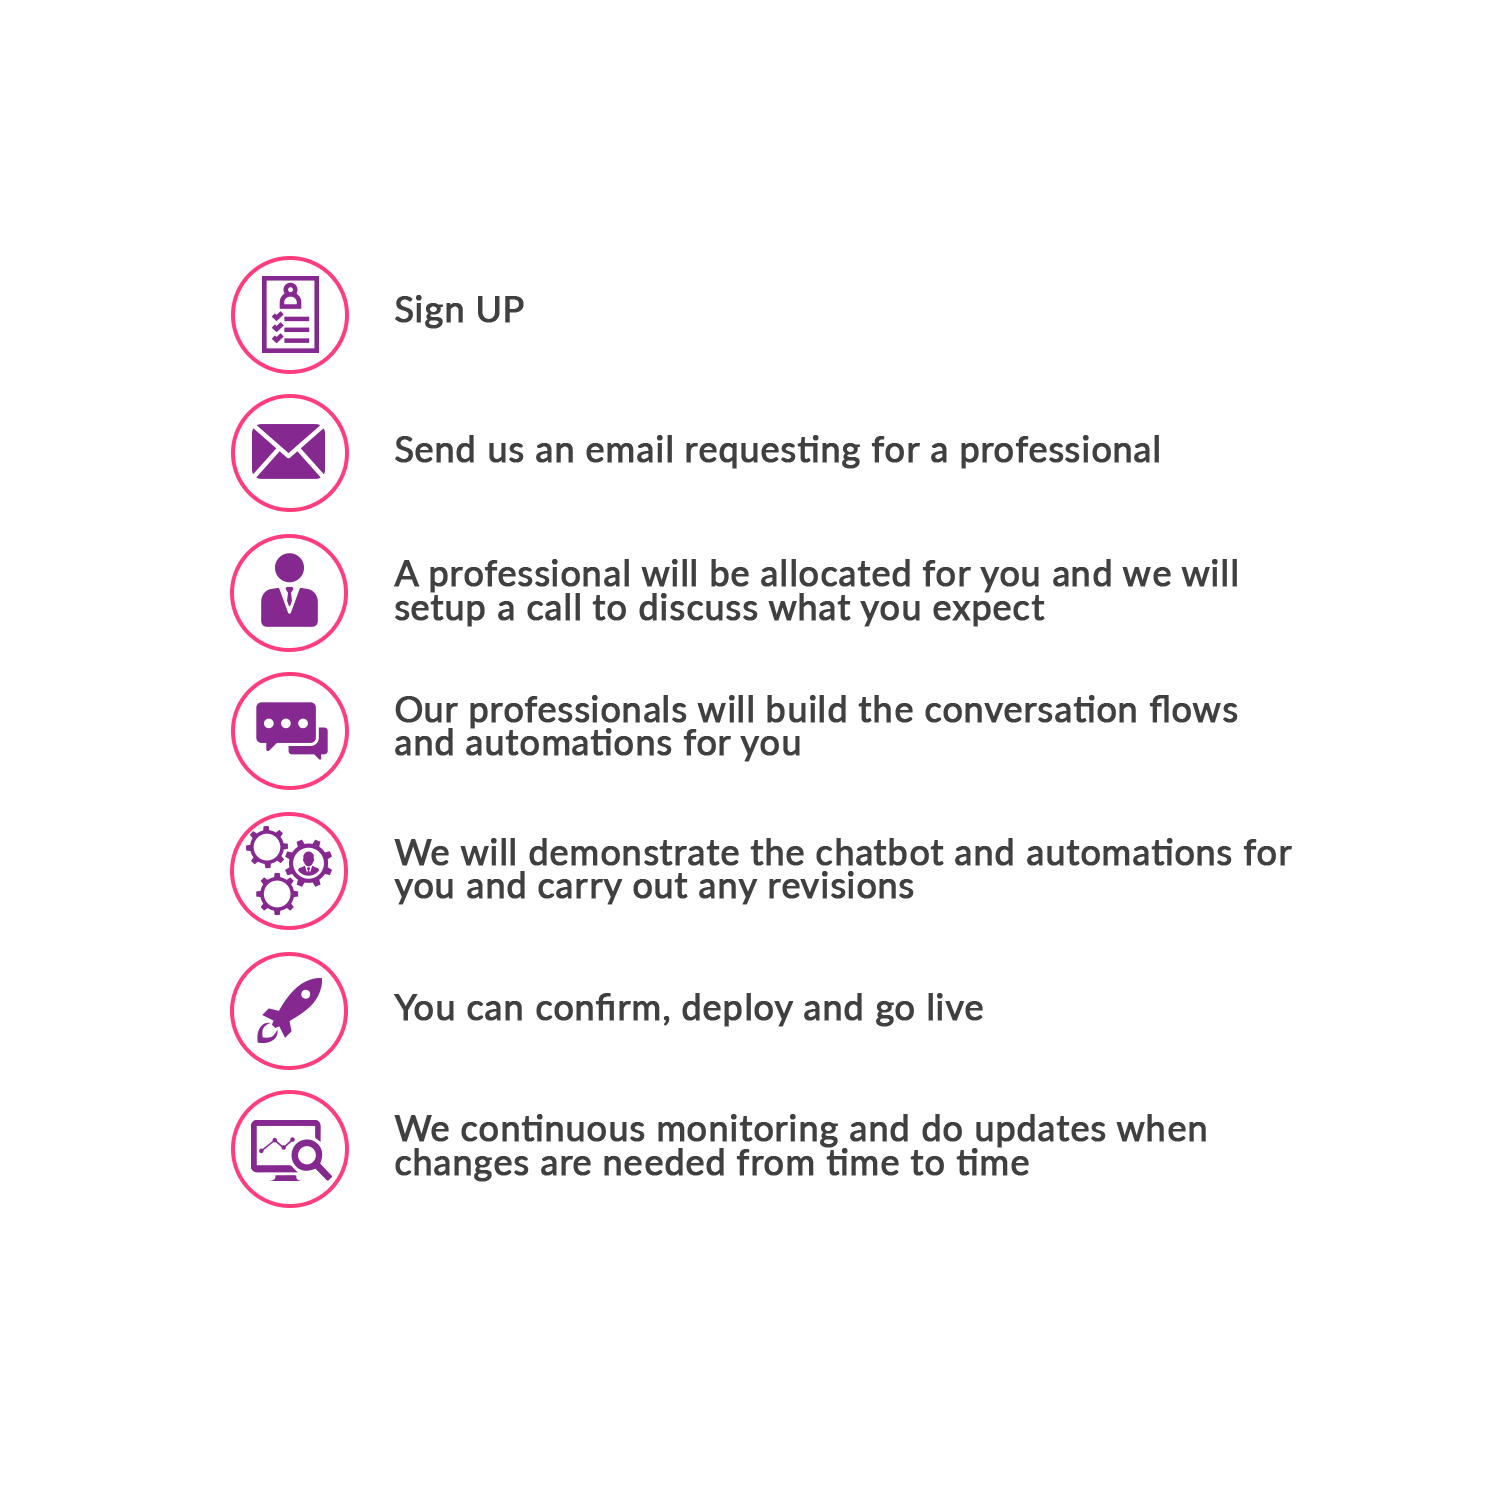 Sign UP
Send us an email requesting for a professional
A professional will be allocated for you and we will
setup a call to discuss what you expect
Our professionals will build the conversation flows
and automations for you
We will demonstrate the chatbot and automations for
you and carry out any revisions
You can confirm, deploy and go live
We continuous monitoring and do updates when
changes are needed from time to time